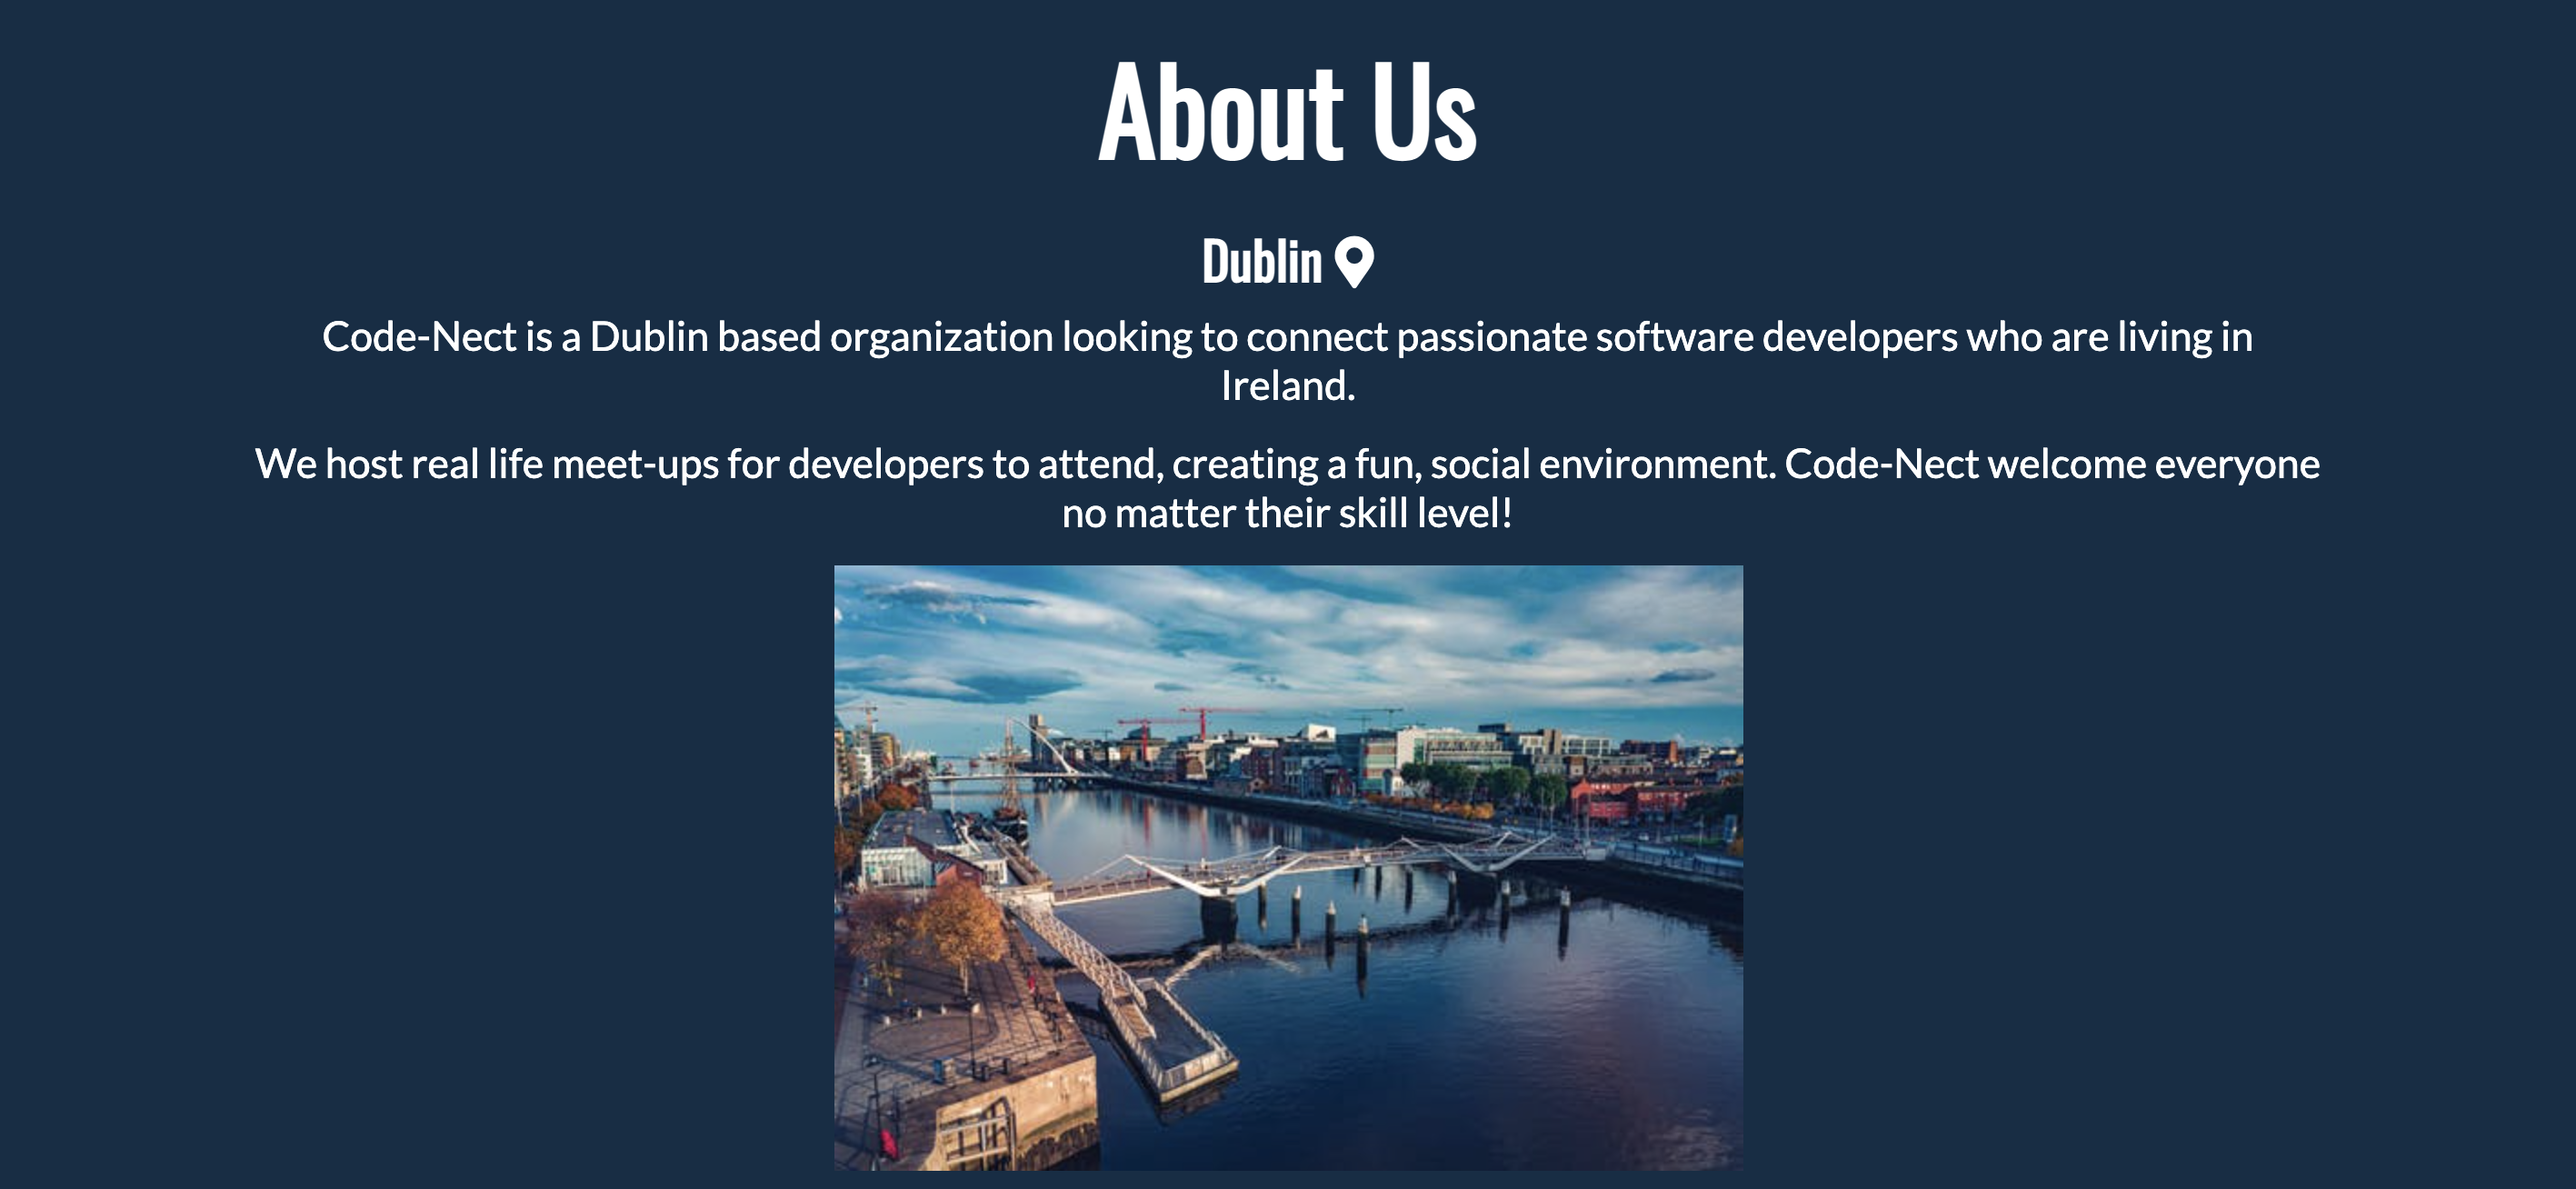 About Us
Dublin
Code-Nect is a Dublin based organization looking to connect passionate software developers who are living in
Ireland.
We host real life meet-ups for developers to attend, creating a fun, social environment. Code-Nect welcome everyone
no matter their skill level!